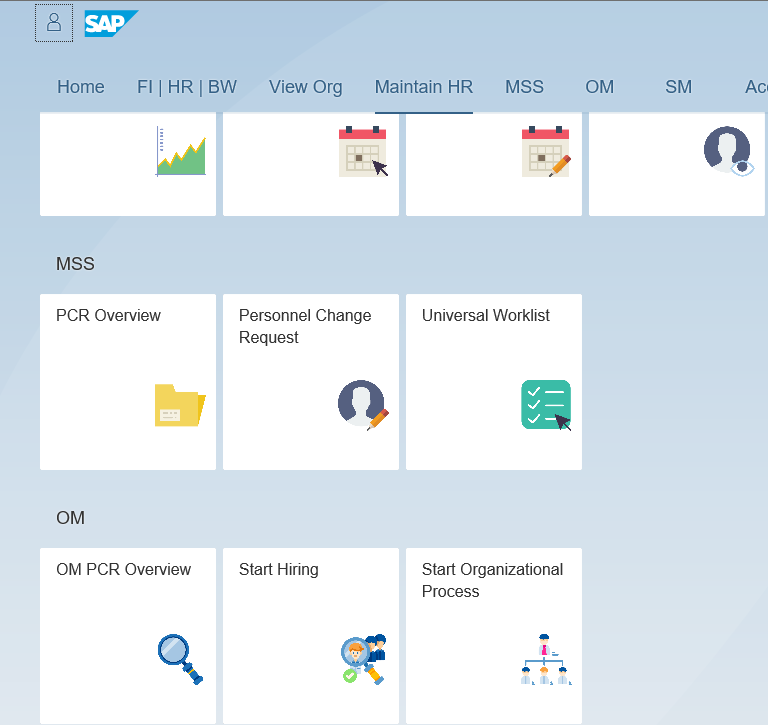 SAP
Home FI | HR | BW View Org Maintain HR MSS OM SM Acc
MSS
PCR Overview
Personnel Change
Request
Universal Worklist
OM
OM PCR Overview
Start Hiring
Start Organizational
Process